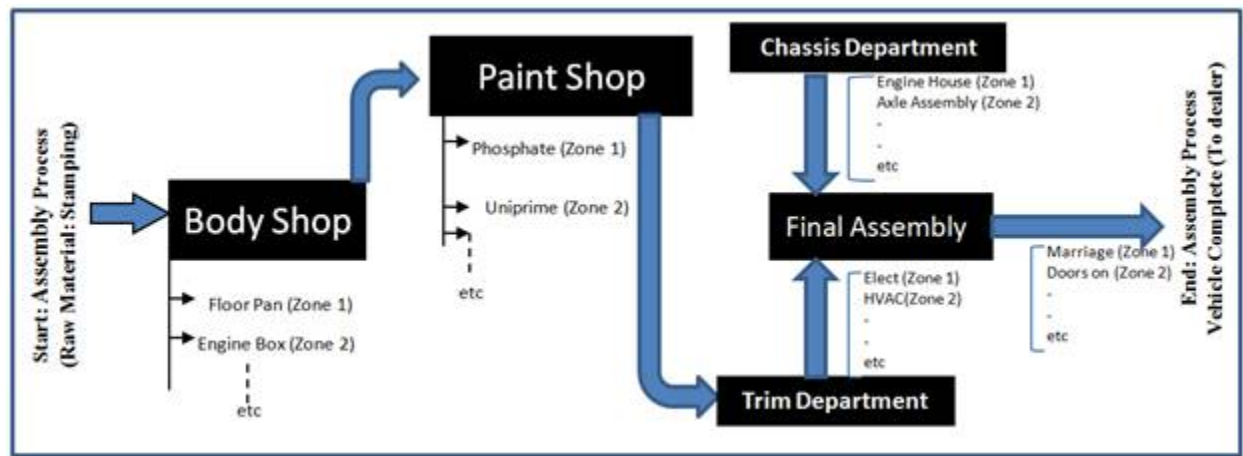 Start: Assembly Process
(Raw Material: Stamping)
Body Shop
Floor Pan (Zone 1)
Engine Box (Zone 2)
etc
Paint Shop
Phosphate (Zone 1)
Uniprime (Zone 2)
etc
Chassis Department
Engine House (Zone 1)
Axle Assembly (Zone 2)
-
-
etc
Final Assembly
Elect (Zone 1)
HVAC(Zone 2)
-
-
etc
Trim Department
Marriage (Zone 1)
Doors on (Zone 2)
-
-
etc
End: Assembly Process
Vehicle Complete (To dealer)